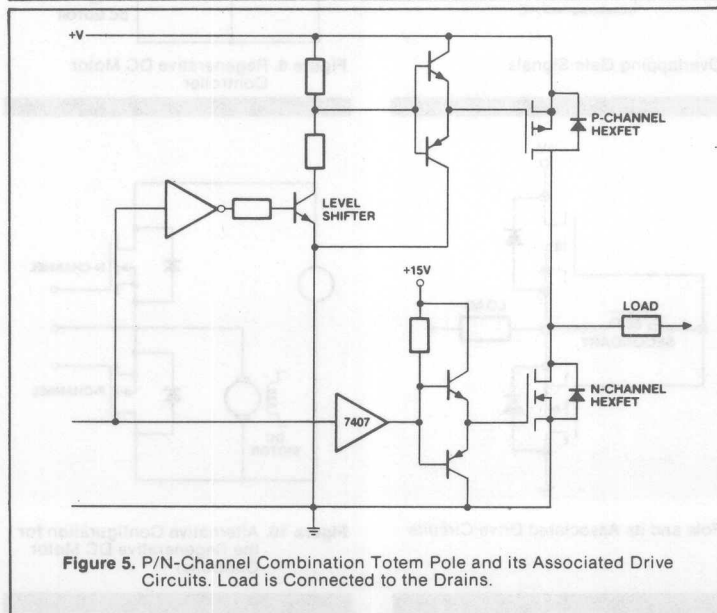 +V
P-CHANNEL
HEXFET
LEVEL
SHIFTER
+15V
LOAD
N-CHANNEL
HEXFET
7407
Figure 5. P/N-Channel Combination Totem Pole and its Associated Drive
Circuits. Load is Connected to the Drains.